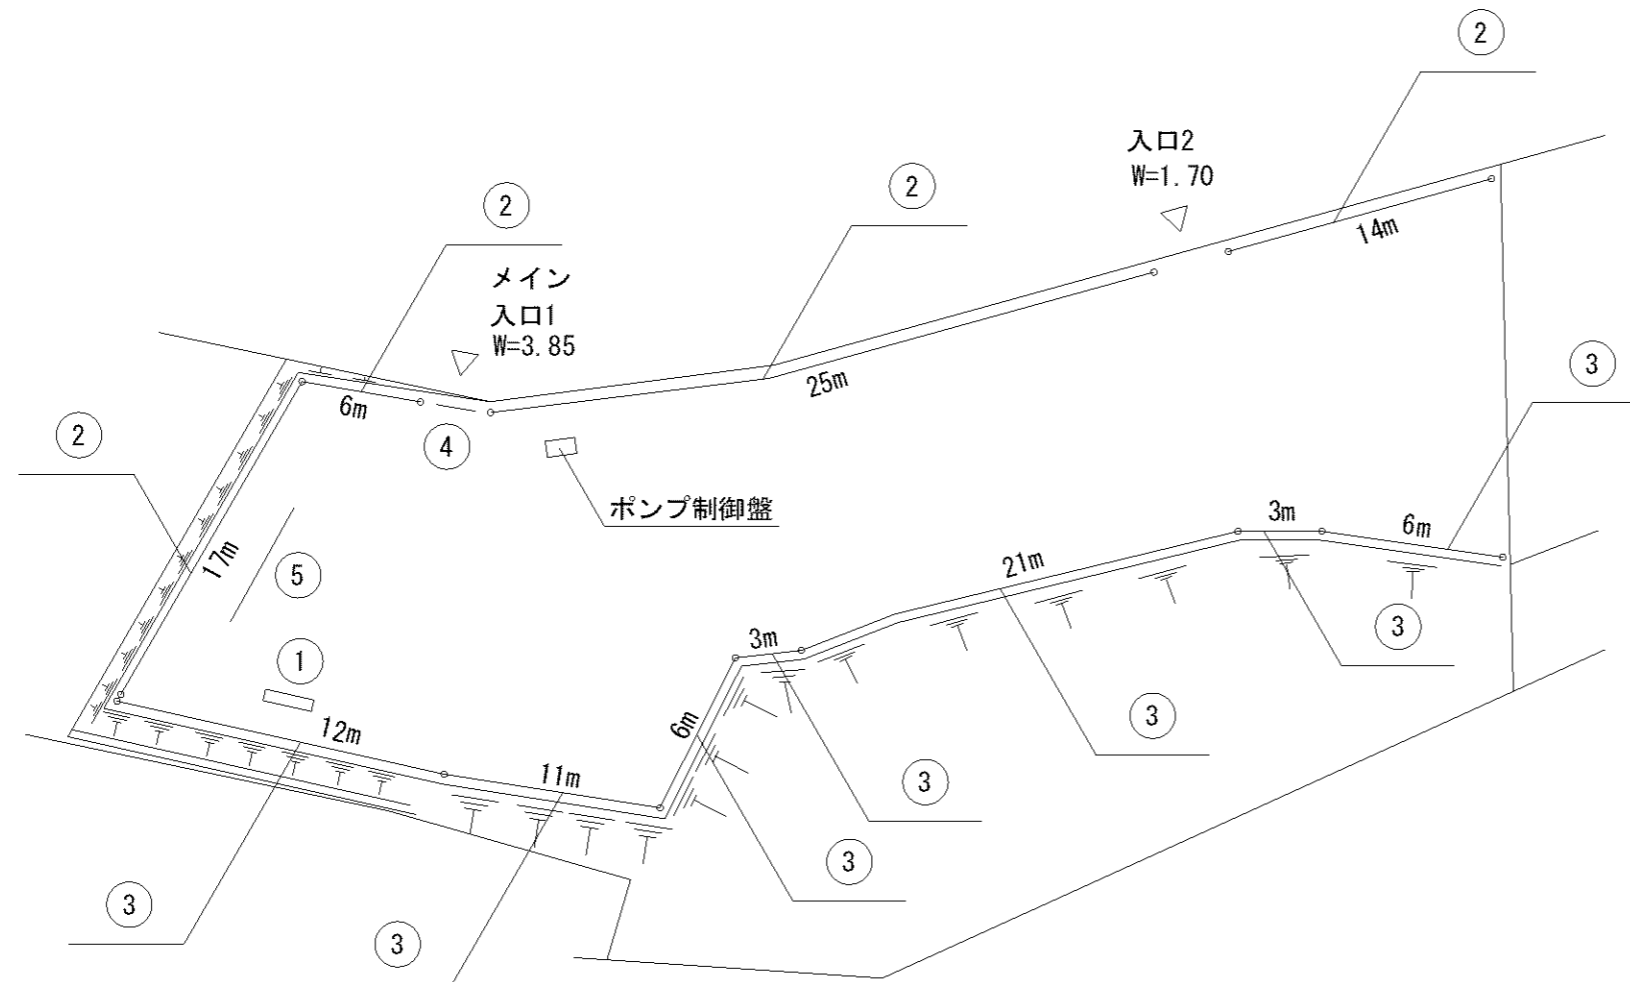 ②
入口2
W=1.70
②
14m
②
メイン
入口1
W=3.85
25m
③
6m
②
④
ポンプ制御盤
3m
6m
17m
21m
⑤
③
3m
①
③
6m
12m
11m
③
③
③
③